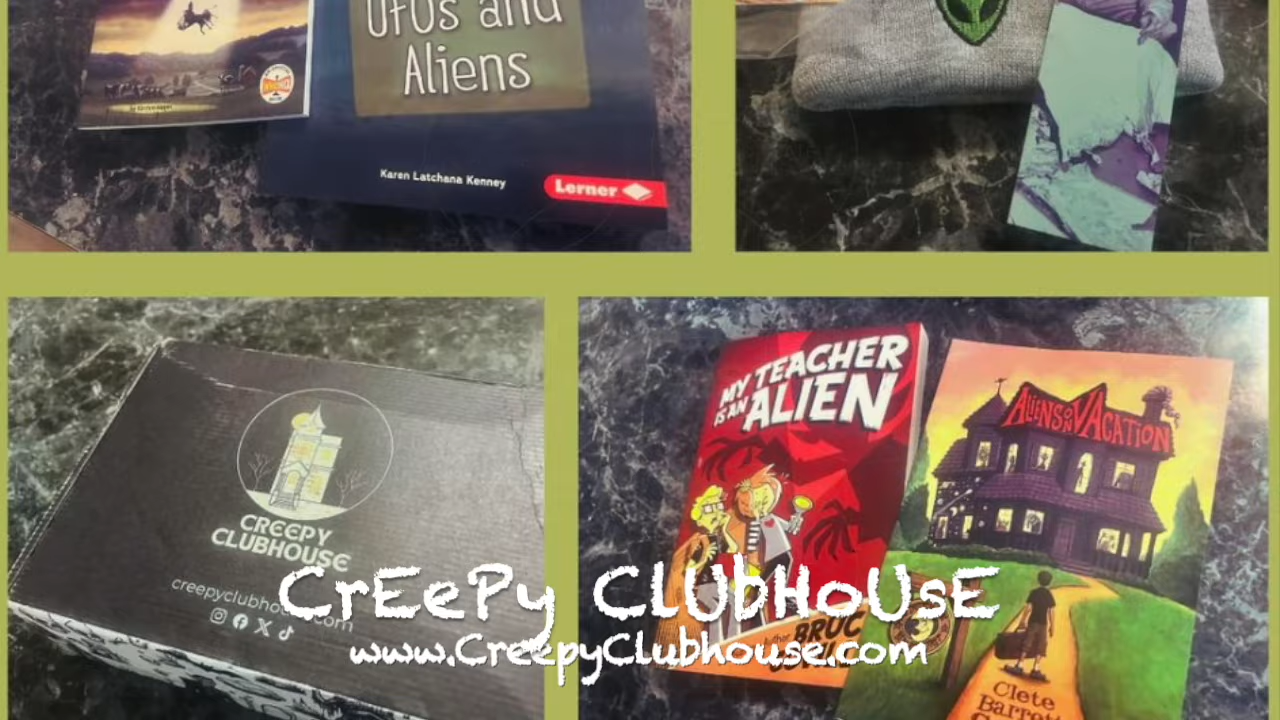 UFOs and
Aliens
Karen Latchana Kenney
Lerner
MY TEACHER
IS AN ALIEN
ALIENS ON VACATION
CREEPY
CLUBHOUSE
CrEePy ClUbHoUsE
www.CreepyClubhouse.com
Clete